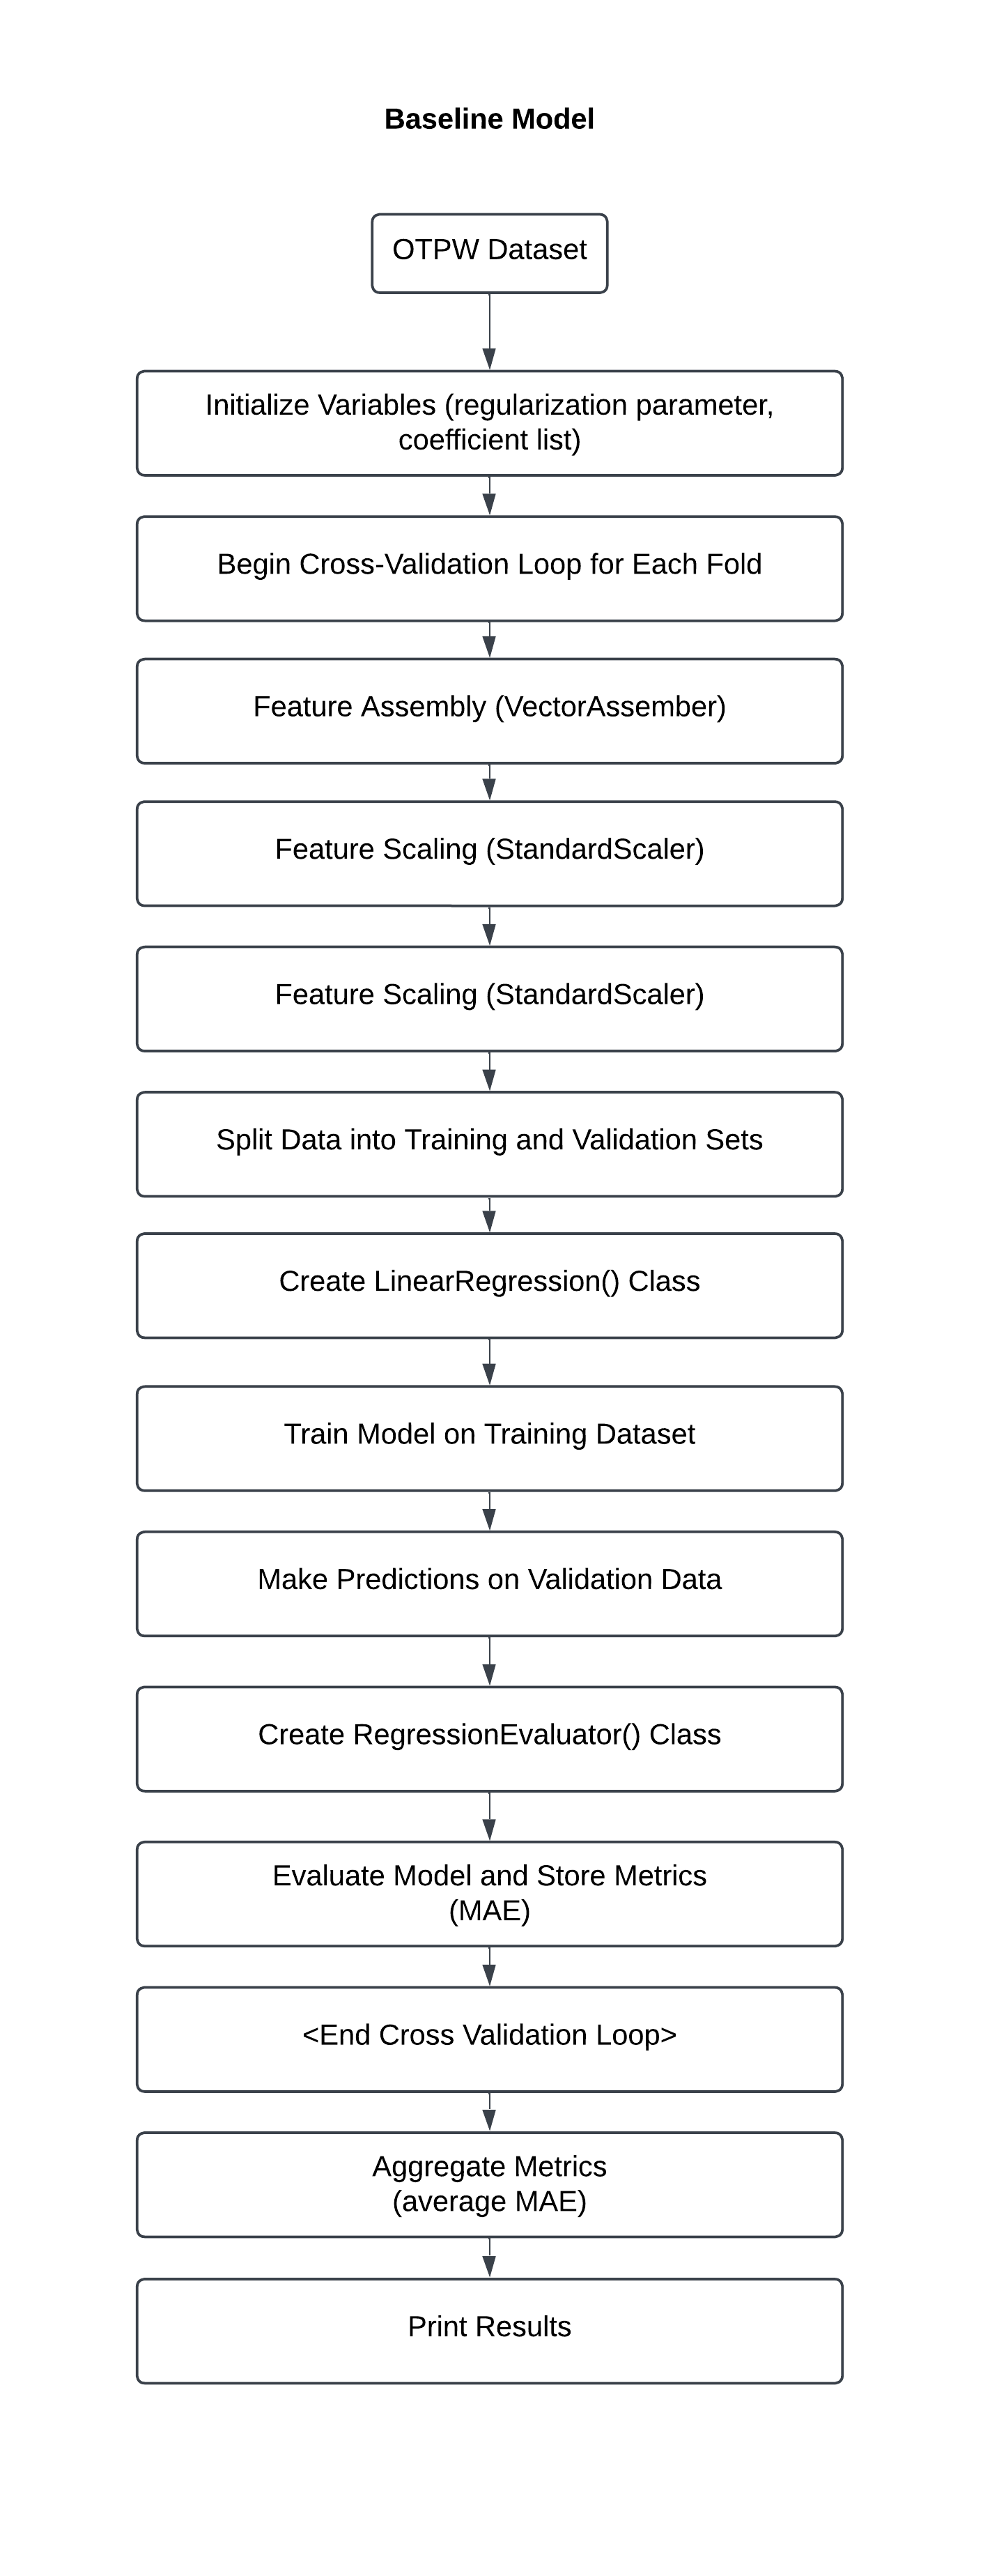 Baseline Model
OTPW Dataset
Initialize Variables (regularization parameter,
coefficient list)
Begin Cross-Validation Loop for Each Fold
Feature Assembly (VectorAssember)
Feature Scaling (StandardScaler)
Feature Scaling (StandardScaler)
Split Data into Training and Validation Sets
Create LinearRegression() Class
Train Model on Training Dataset
Make Predictions on Validation Data
Create RegressionEvaluator() Class
Evaluate Model and Store Metrics
(MAE)
<End Cross Validation Loop>
Aggregate Metrics
(average MAE)
Print Results